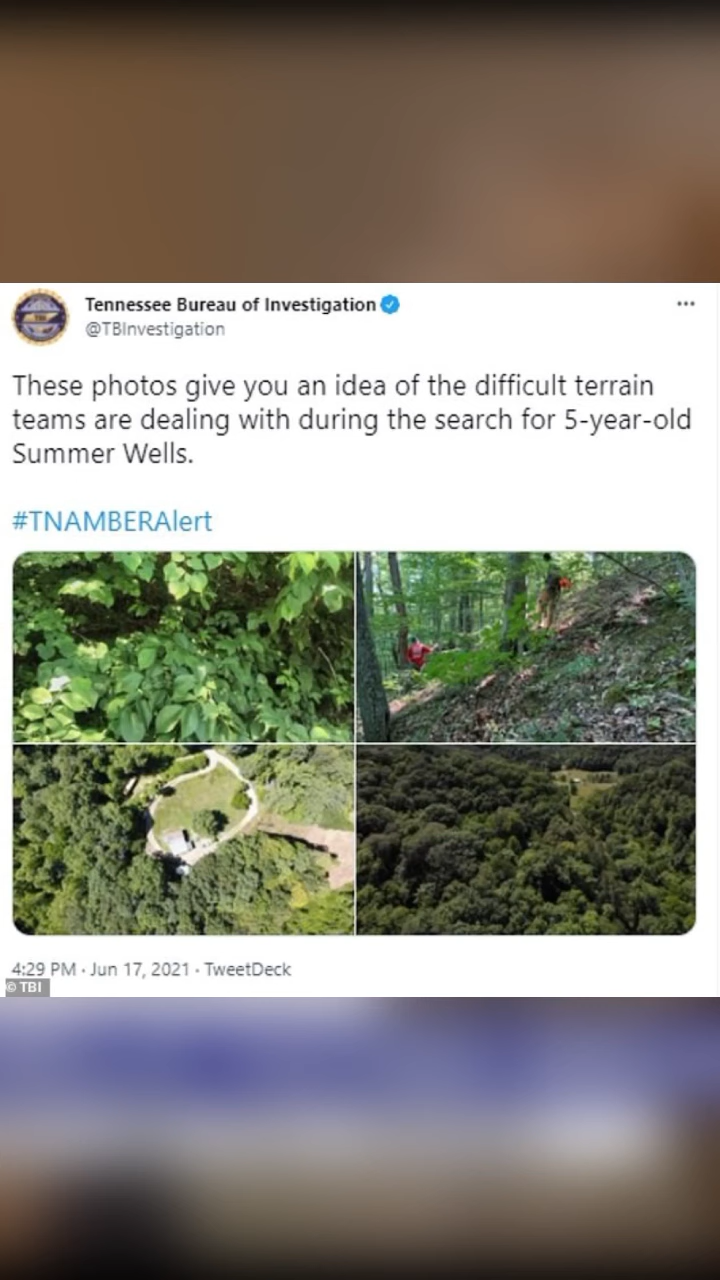 Tennessee Bureau of Investigation
@TBInvestigation
These photos give you an idea of the difficult terrain
teams are dealing with during the search for 5-year-old
Summer Wells.
#TNAMBERAlert
4:29 PM · Jun 17, 2021 · TweetDeck
© TBI